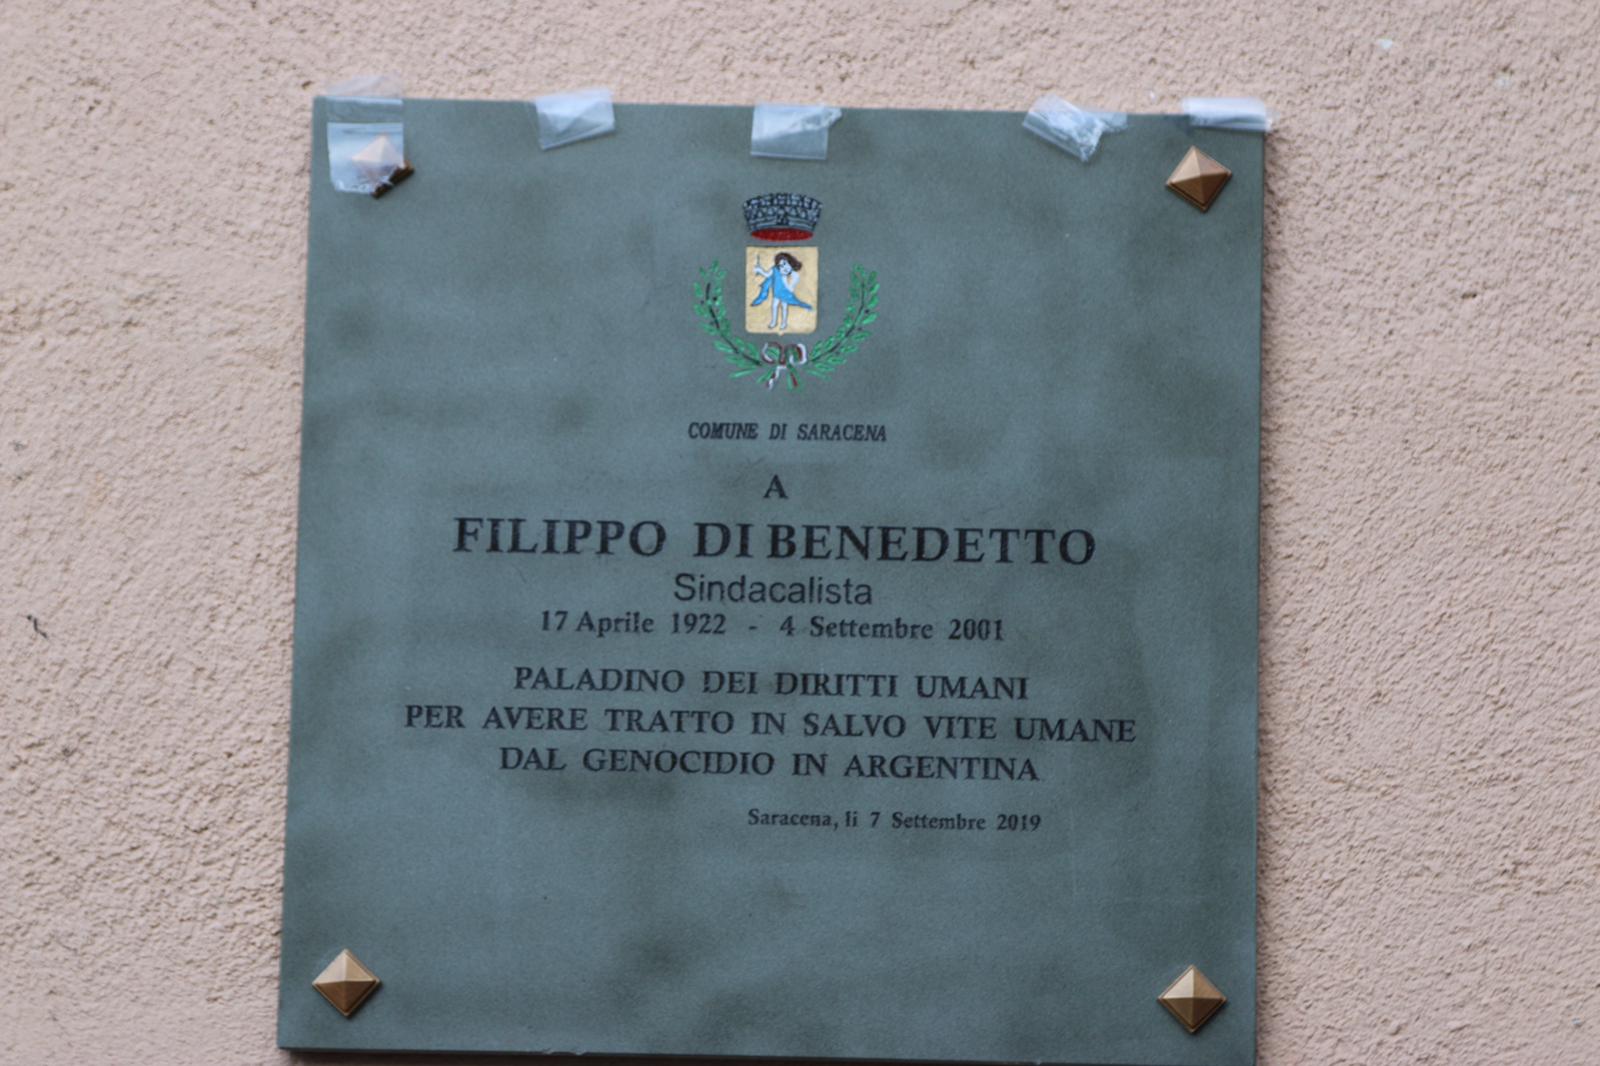 COMUNE DI SARACENA
A
FILIPPO DI BENEDETTO
Sindacalista
17 Aprile 1922 - 4 Settembre 2001
PALADINO DEI DIRITTI UMANI
PER AVERE TRATTO IN SALVO VITE UMANE
DAL GENOCIDIO IN ARGENTINA
Saracena, li 7 Settembre 2019